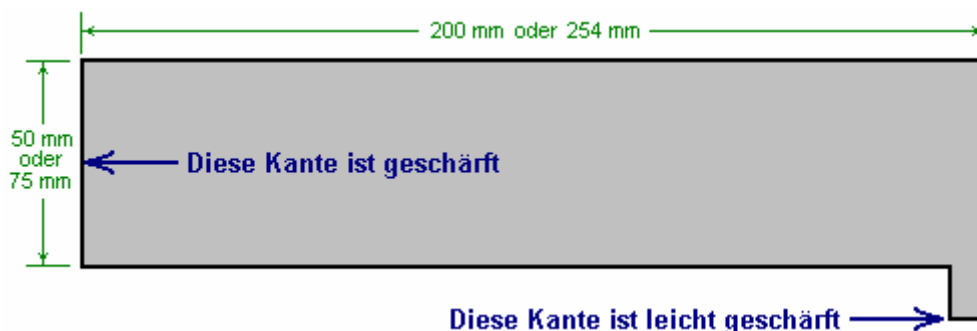 200 mm oder 254 mm
50 mm
oder
75 mm
Diese Kante ist geschärft
Diese Kante ist leicht geschärft